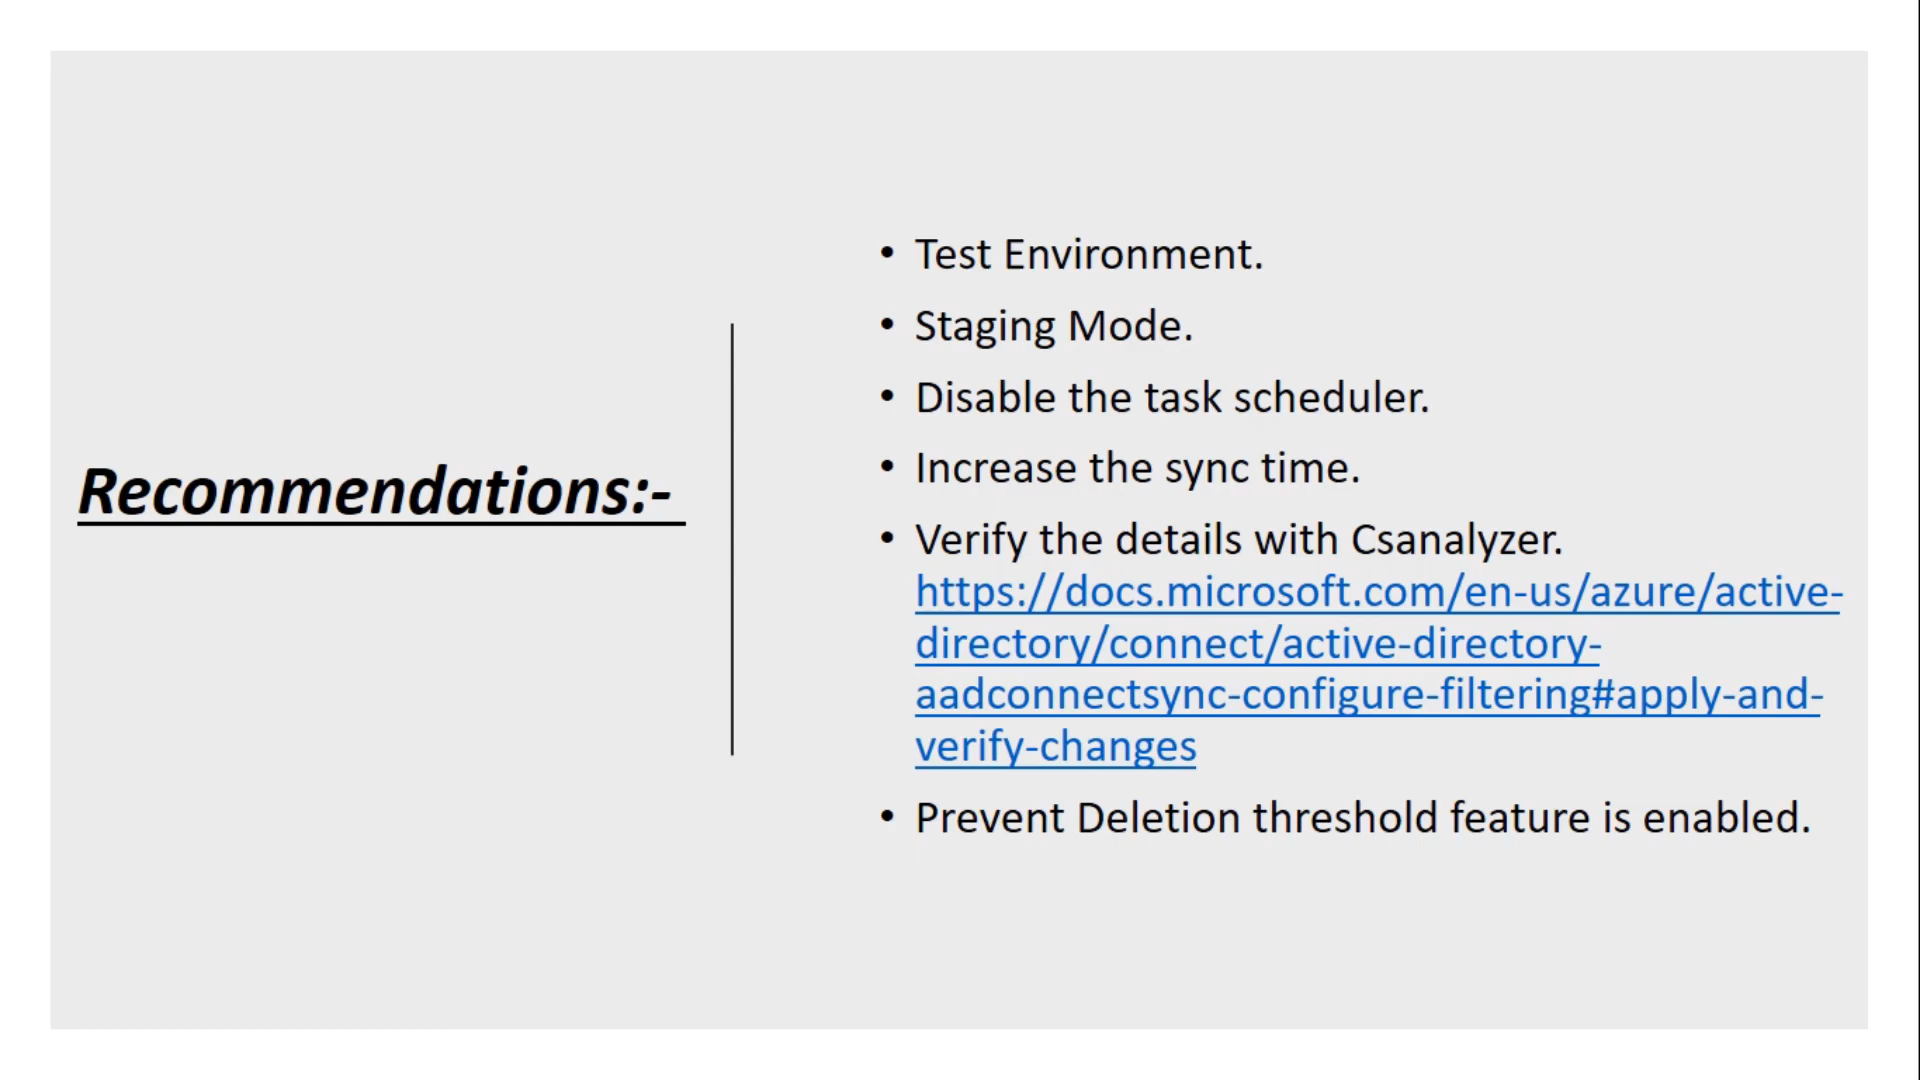 Recommendations:-
• Test Environment.
• Staging Mode.
• Disable the task scheduler.
• Increase the sync time.
• Verify the details with Csanalyzer.
https://docs.microsoft.com/en-us/azure/active-
directory/connect/active-directory-
aadconnectsync-configure-filtering#apply-and-
verify-changes
• Prevent Deletion threshold feature is enabled.